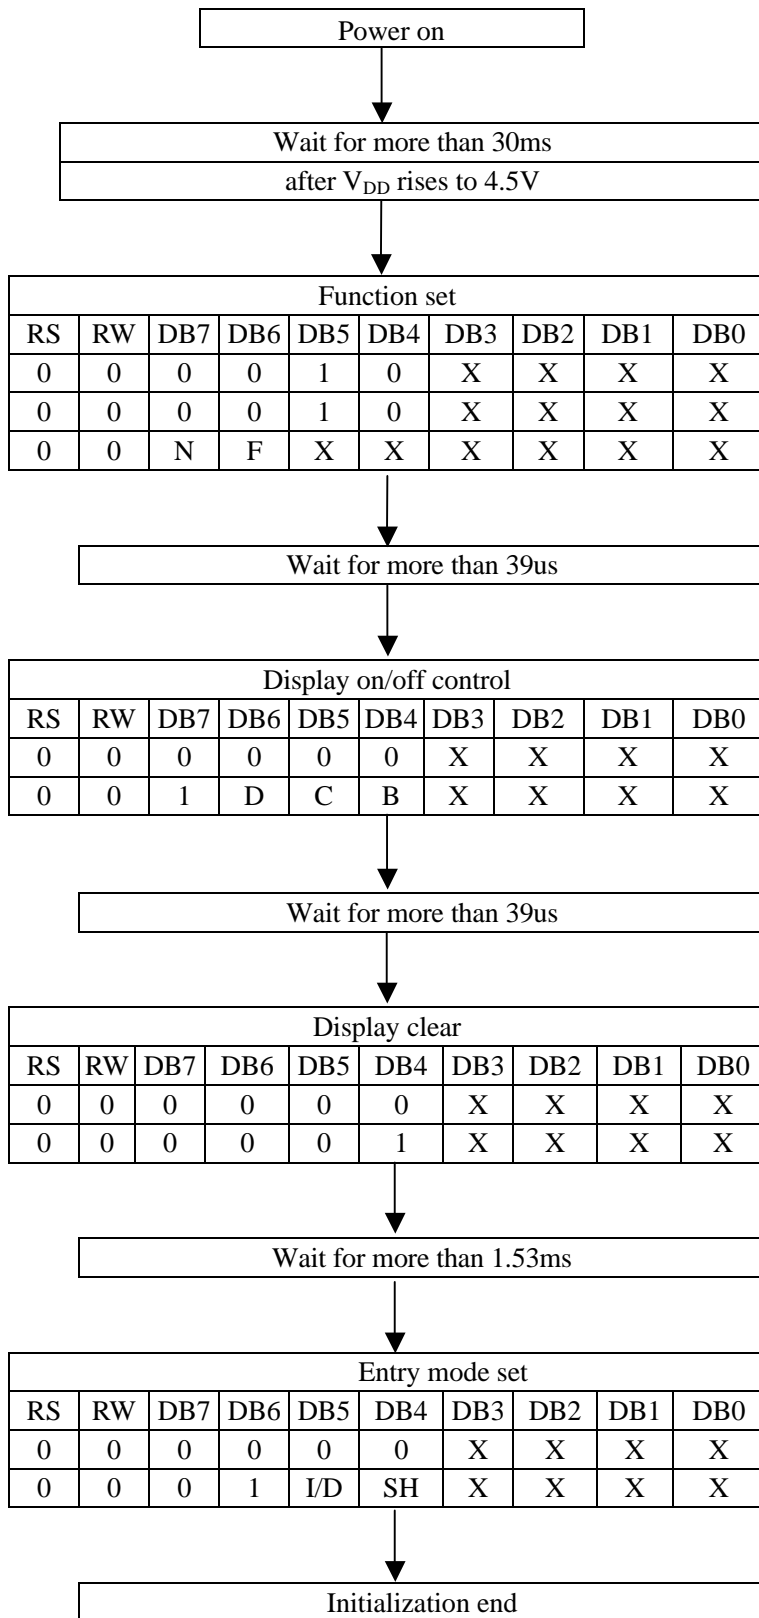 Power on
Wait for more than 30ms
after VDD rises to 4.5V
Function set
RS RW DB7 DB6 DB5 DB4 DB3 DB2 DB1 DB0
0 0 0 0 1 0 X X X X
0 0 0 0 1 0 X X X X
0 0 N F X X X X X X
Wait for more than 39us
Display on/off control
RS RW DB7 DB6 DB5 DB4 DB3 DB2 DB1 DB0
0 0 0 0 0 0 X X X X
0 0 1 D C B X X X X
Wait for more than 39us
Display clear
RS RW DB7 DB6 DB5 DB4 DB3 DB2 DB1 DB0
0 0 0 0 0 0 X X X X
0 0 0 0 0 1 X X X X
Wait for more than 1.53ms
Entry mode set
RS RW DB7 DB6 DB5 DB4 DB3 DB2 DB1 DB0
0 0 0 0 0 0 X X X X
0 0 0 1 I/D SH X X X X
Initialization end